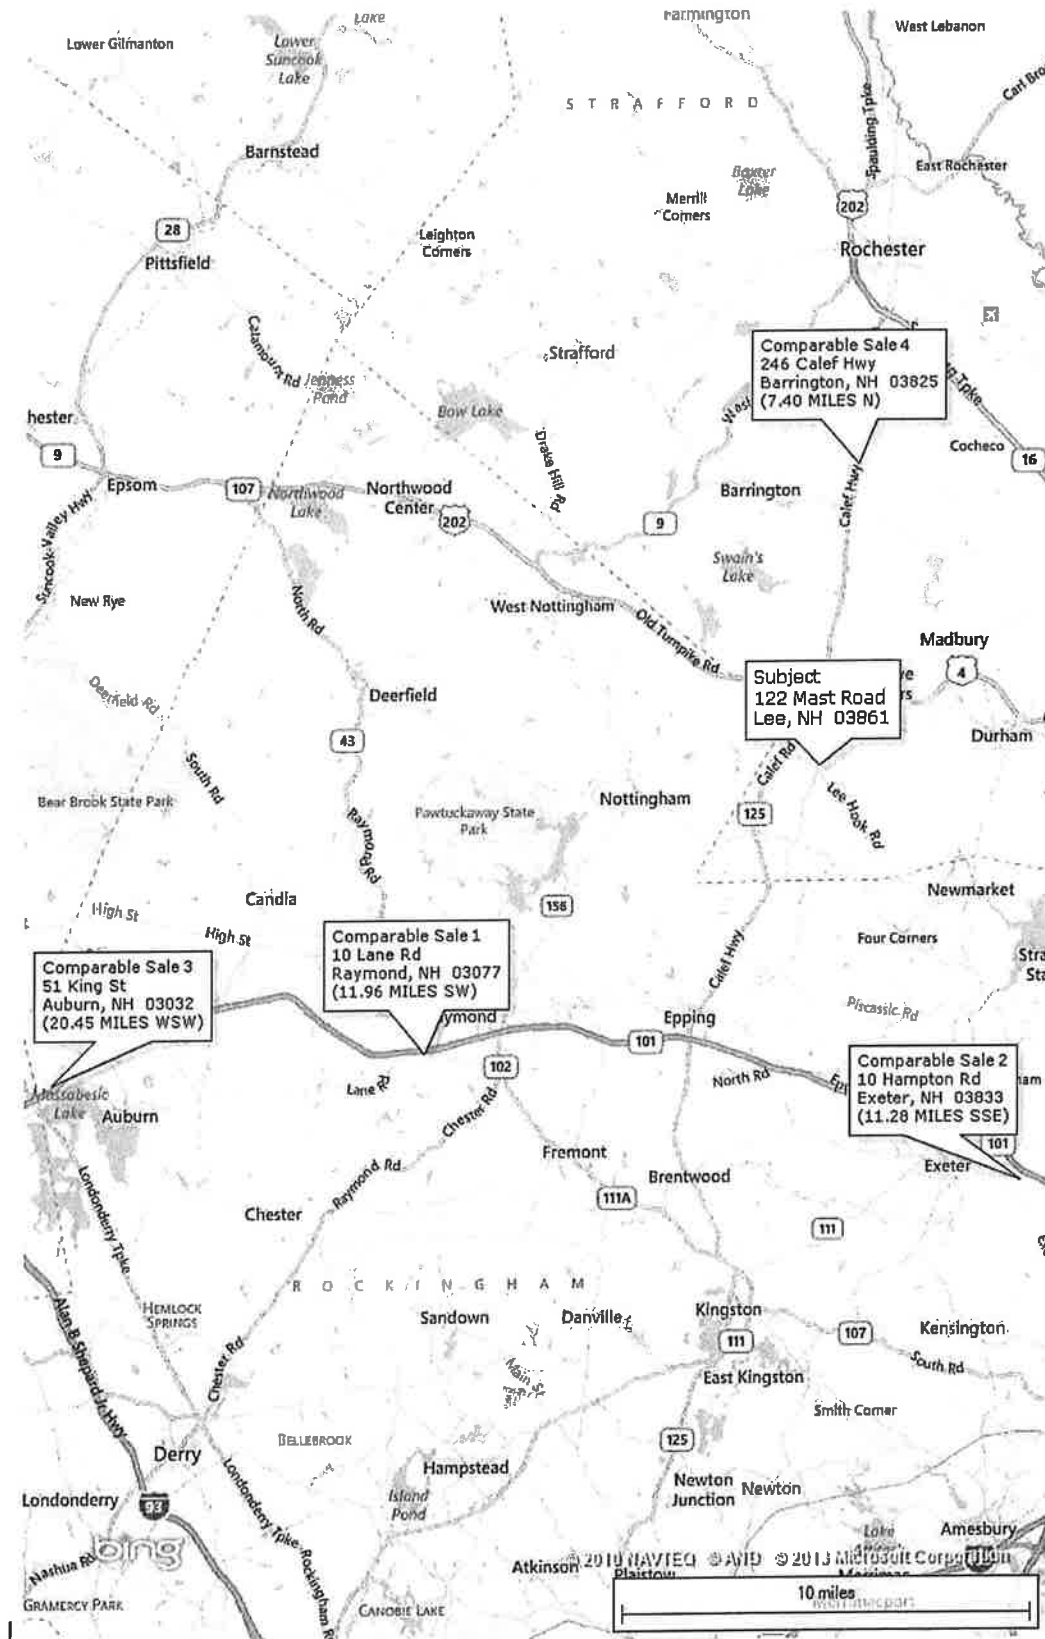 Lake
Farmington
Lower Gilmanton
Lower
Suncook
Lake
West Lebanon
Spaulding Tpke
STRAFFORD
Barnstead
East Rochester
Baxter
Lake
Merrill
Corners
202
28
Leighton
Corners
Rochester
Pittsfield
Catamount Rd
Strafford
Jenness
Pond
Comparable Sale 4
246 Calef Hwy
Barrington, NH 03825
(7.40 MILES N)
Bow Lake
hester
Drake Hill Rd
Cocheco
16
9
Epsom
107
Northwood
Lake
Northwood
Center
202
Barrington
Calef Hwy
9
Suncook Valley Hwy
Swain's
Lake
New Rye
North Rd
West Nottingham
Old Turnpike Rd
Madbury
4
Subject
122 Mast Road
Lee, NH 03861
Deerfield Rd
Deerfield
43
Durham
South Rd
Calef Rd
Bear Brook State Park
Pawtuckaway State
Park
Nottingham
125
Lee Hook Rd
Raymond Rd
Candia
156
Newmarket
High St
High St
Four Corners
Calef Hwy
Comparable Sale 1
10 Lane Rd
Raymond, NH 03077
(11.96 MILES SW)
Comparable Sale 3
51 King St
Auburn, NH 03032
(20.45 MILES WSW)
Piscassic Rd
ymond
Epping
101
102
Lane Rd
North Rd
Comparable Sale 2
10 Hampton Rd
Exeter, NH 03833
(11.28 MILES SSE)
Massabesic
Lake
Auburn
Chester Rd
101
Exeter
Fremont
Brentwood
Raymond Rd
111A
Londonderry Tpke
Chester
111
ROCKINGHAM
HEMLOCK
SPRINGS
Sandown
Danville
Kingston
107
Kensington
111
Alan B Shepard Jr Hwy
Chester Rd
Main St
South Rd
East Kingston
Smith Corner
BELLEBROOK
125
Derry
Hampstead
Newton
Junction
Newton
Londonderry
93
Island
Pond
Londonderry Tpke
Rockingham R
Lake
Amesbury
bing
Nashua Rd
Atkinson
Plaistow
© 2010 NAVTEQ © AND © 2013 Microsoft Corporation
10 miles
GRAMERCY PARK
CANOBIE LAKE